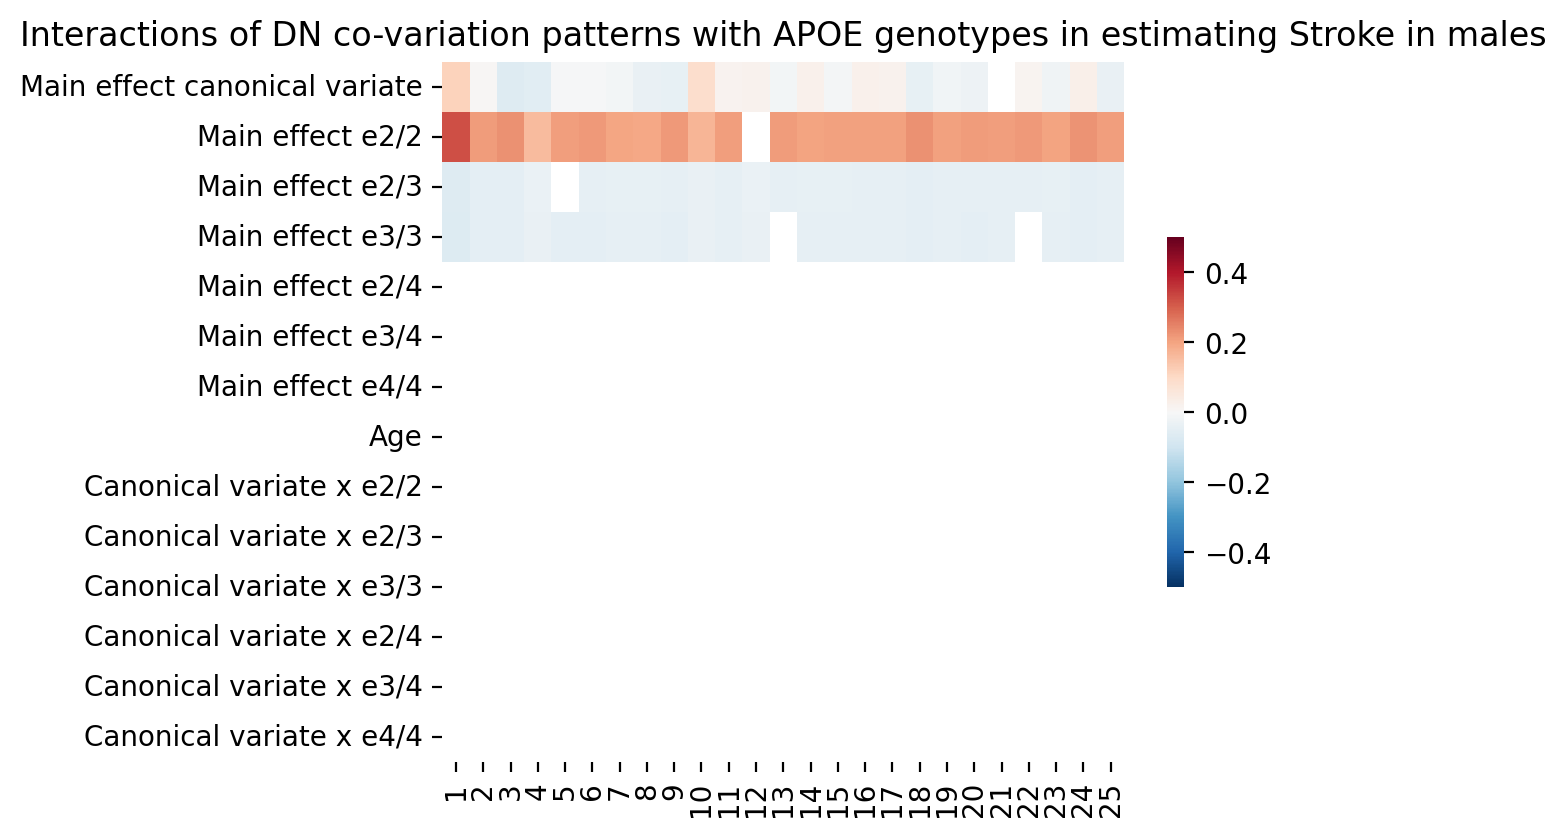 Interactions of DN co-variation patterns with APOE genotypes in estimating Stroke in males
Main effect canonical variate
Main effect e2/2
Main effect e2/3
Main effect e3/3
Main effect e2/4
Main effect e3/4
Main effect e4/4
Age
Canonical variate x e2/2
Canonical variate x e2/3
Canonical variate x e3/3
Canonical variate x e2/4
Canonical variate x e3/4
Canonical variate x e4/4
1 2 3 4 5 6 7 8 9 10 11 12 13 14 15 16 17 18 19 20 21 22 23 24 25
0.4
0.2
0.0
−0.2
−0.4